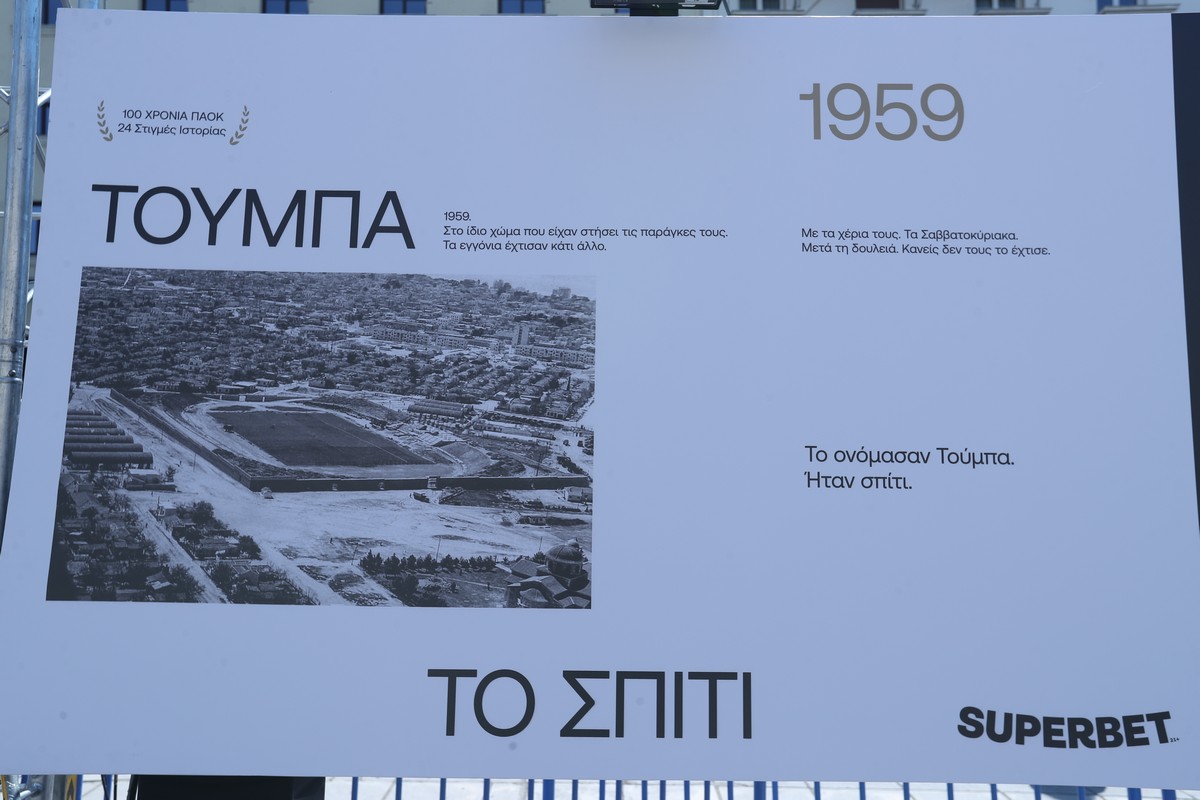 100 ΧΡΟΝΙΑ ΠΑΟΚ
24 Στιγμές Ιστορίας
1959
ΤΟΥΜΠΑ
1959.
Στο ίδιο χώμα που είχαν στήσει τις παράγκες τους.
Τα εγγόνια έχτισαν κάτι άλλο.
Με τα χέρια τους. Τα Σαββατοκύριακα.
Μετά τη δουλειά. Κανείς δεν τους το έχτισε.
Το ονόμασαν Τούμπα.
Ήταν σπίτι.
ΤΟ ΣΠΙΤΙ
SUPERBET